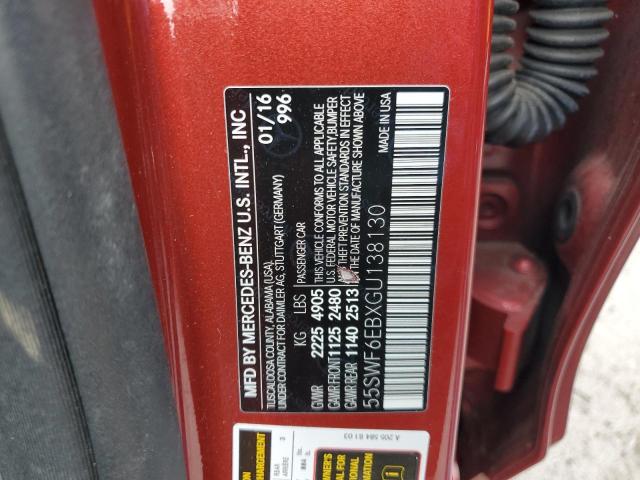 MFD BY MERCEDES-BENZ U.S. INTL., INC
TUSCALOOSA COUNTY, ALABAMA (USA).
UNDER CONTRACT FOR DAIMLER AG, STUTTGART (GERMANY)
01/16
996
KG LBS PASSENGER CAR
GVWR 2225 4905 THIS VEHICLE CONFORMS TO ALL APPLICABLE
GAWR FRONT 1125 2480 U.S. FEDERAL MOTOR VEHICLE SAFETY, BUMPER
GAWR REAR 1140 2513 AND THEFT PREVENTION STANDARDS IN EFFECT
ON THE DATE OF MANUFACTURE SHOWN ABOVE
55SWF6EBXGU138130
A 205 584 81 03
REAR
ARRIÈRE